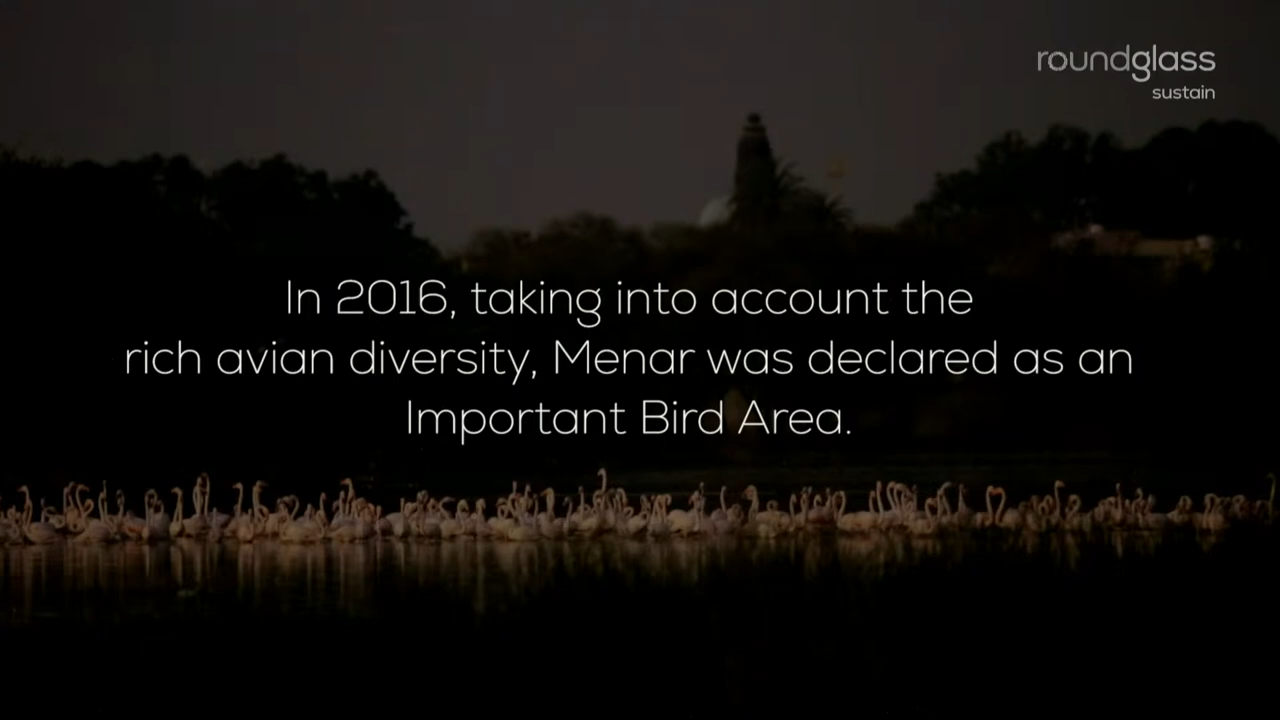 roundglass
sustain
In 2016, taking into account the
rich avian diversity, Menar was declared as an
Important Bird Area.